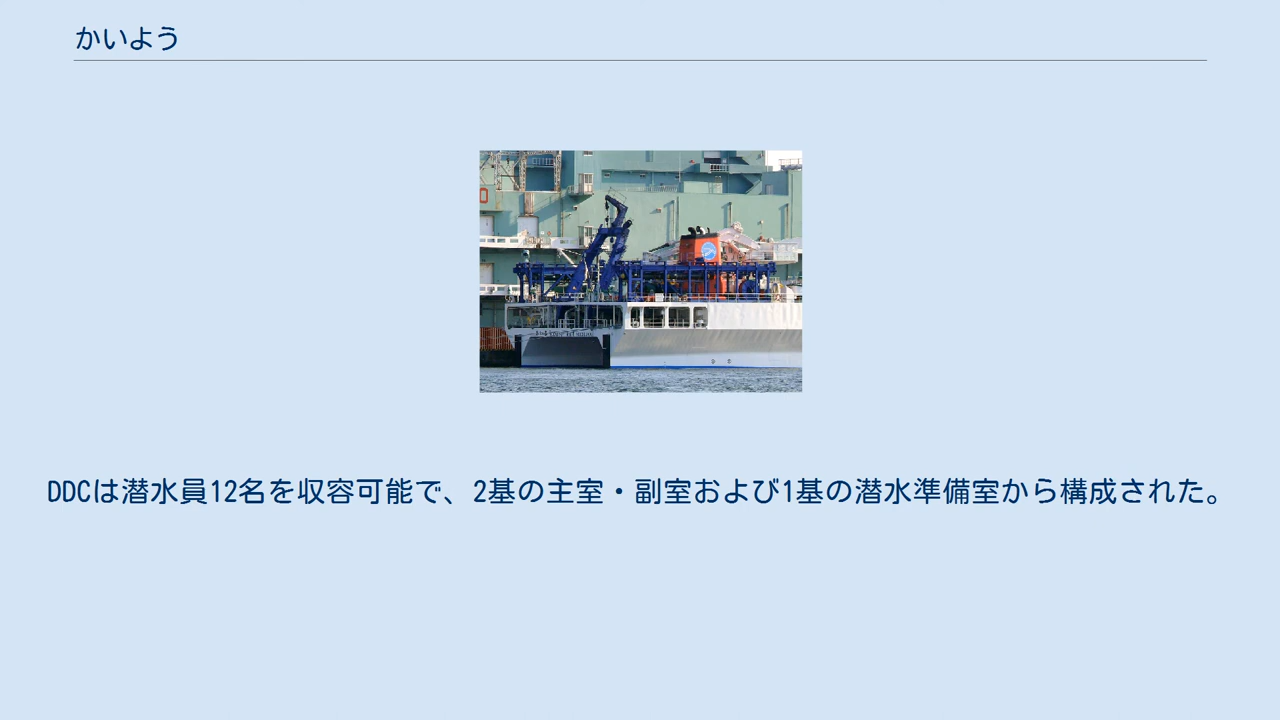 かいよう
DDCは潜水員12名を収容可能で、2基の主室・副室および1基の潜水準備室から構成された。